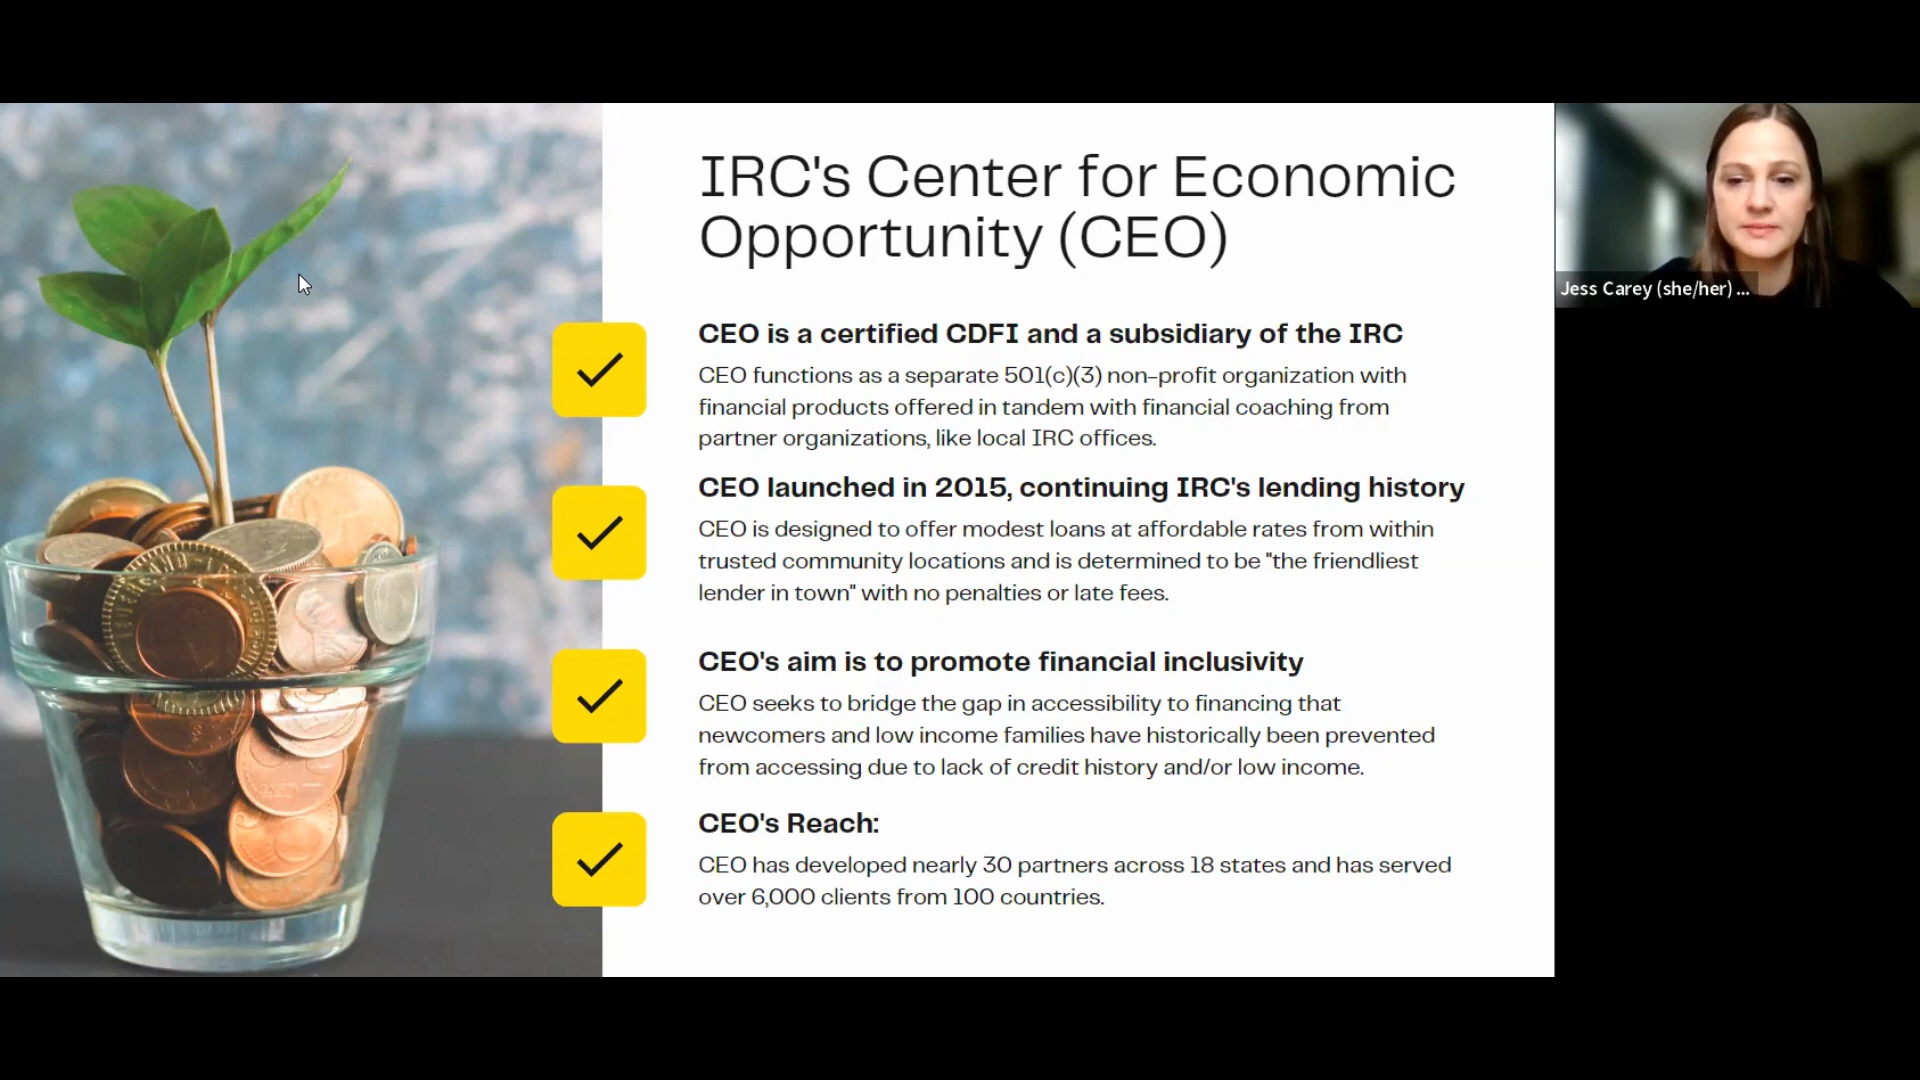 IRC's Center for Economic
Opportunity (CEO)
CEO is a certified CDFI and a subsidiary of the IRC
CEO functions as a separate 501(c)(3) non-profit organization with
financial products offered in tandem with financial coaching from
partner organizations, like local IRC offices.
CEO launched in 2015, continuing IRC's lending history
CEO is designed to offer modest loans at affordable rates from within
trusted community locations and is determined to be "the friendliest
lender in town" with no penalties or late fees.
CEO's aim is to promote financial inclusivity
CEO seeks to bridge the gap in accessibility to financing that
newcomers and low income families have historically been prevented
from accessing due to lack of credit history and/or low income.
CEO's Reach:
CEO has developed nearly 30 partners across 18 states and has served
over 6,000 clients from 100 countries.
Jess Carey (she/her) ...